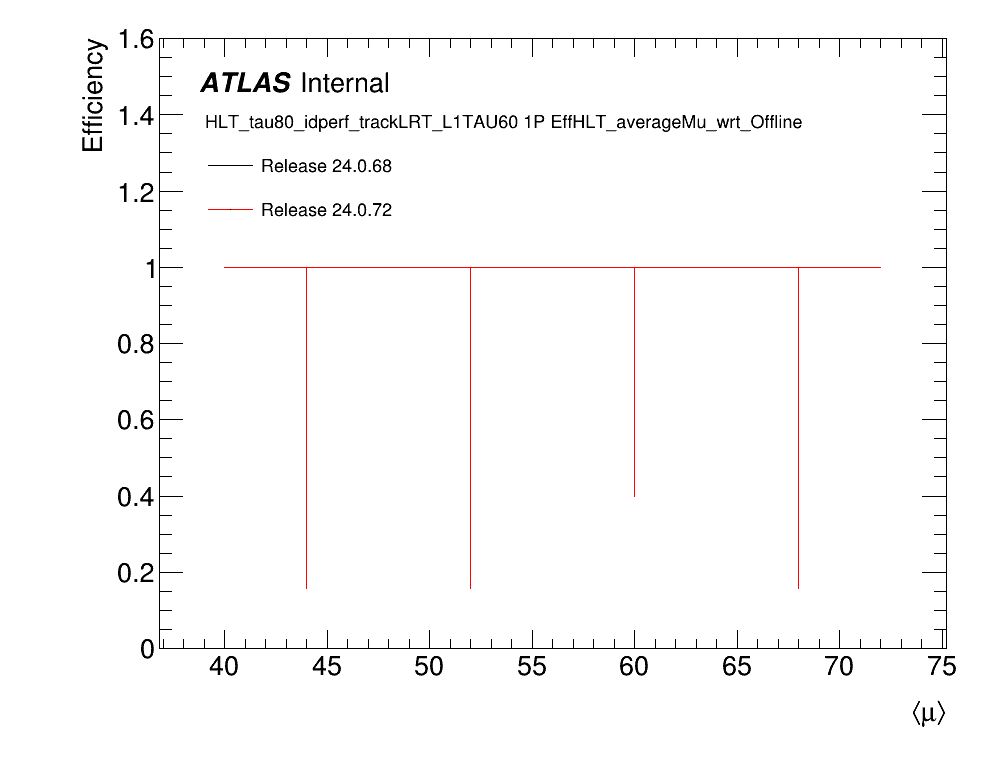 Efficiency
1.6
1.4
1.2
1
0.8
0.6
0.4
0.2
0
ATLAS Internal
HLT_tau80_idperf_trackLRT_L1TAU60 1P EffHLT_averageMu_wrt_Offline
Release 24.0.68
Release 24.0.72
40 45 50 55 60 65 70 75
⟨μ⟩